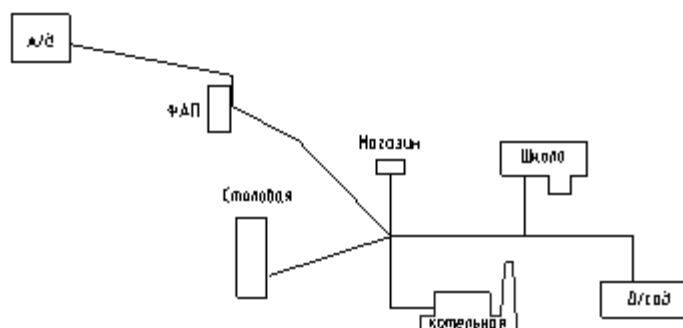 ж/д
ФАП
Магазин
Школа
Столовая
Д/сад
котельная